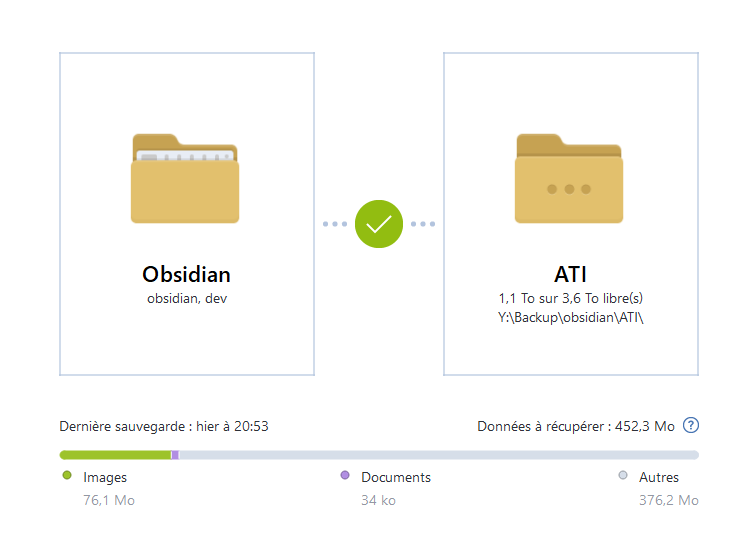 Obsidian
obsidian, dev
ATI
1,1 To sur 3,6 To libre(s)
Y:\Backup\obsidian\ATI\
Dernière sauvegarde : hier à 20:53
Données à récupérer : 452,3 Mo ?
Images
76,1 Mo
Documents
34 ko
Autres
376,2 Mo